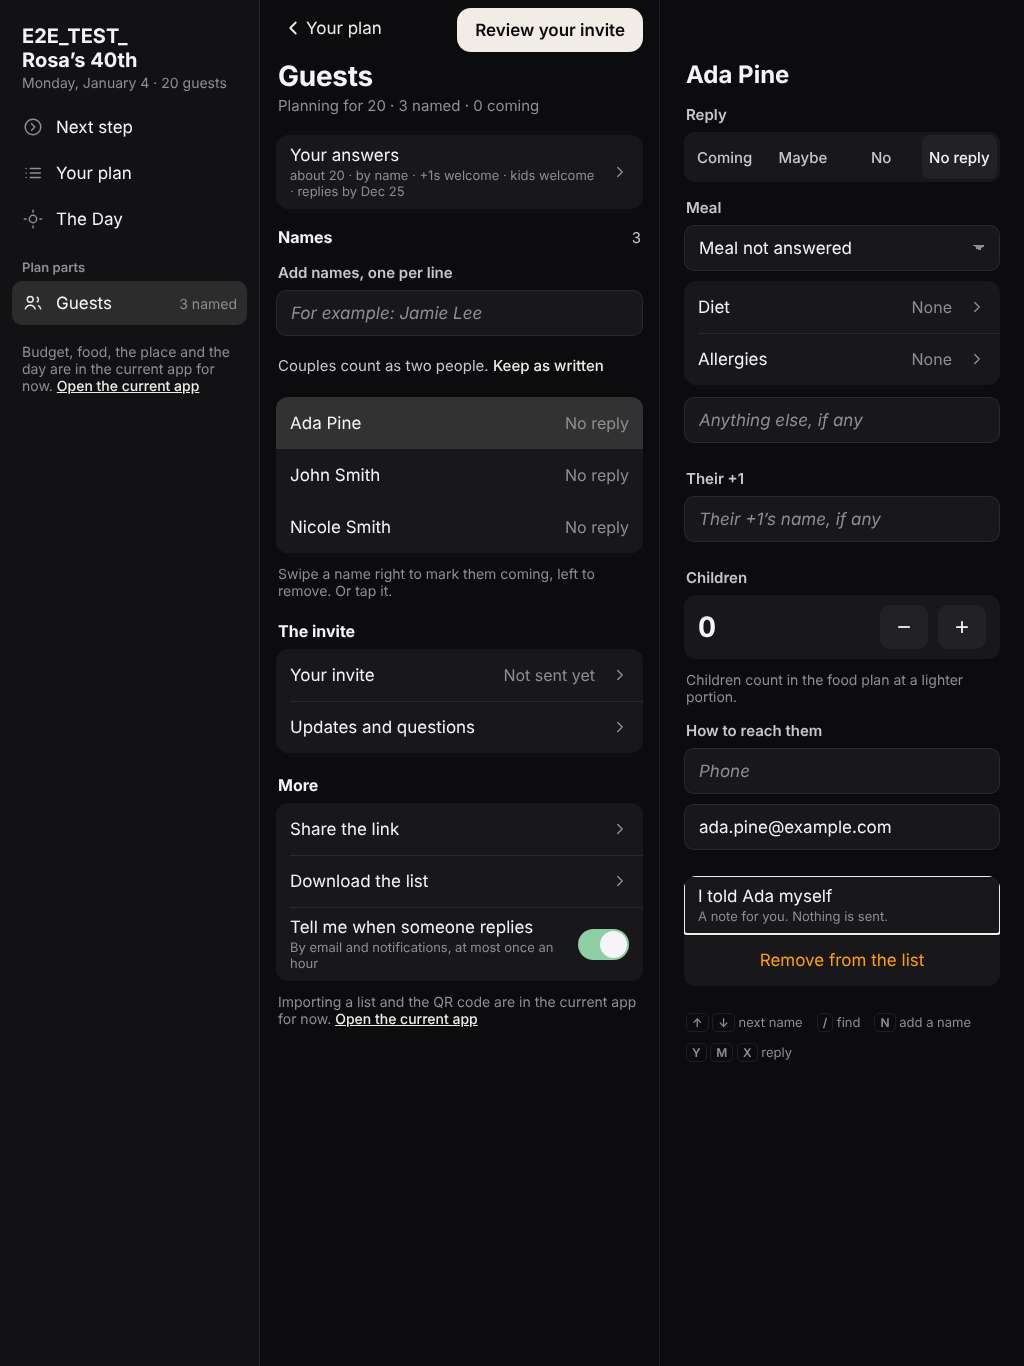 E2E_TEST_
Rosa’s 40th
Monday, January 4 · 20 guests
Next step
Your plan
The Day
Plan parts
Guests 3 named
Budget, food, the place and the
day are in the current app for
now. Open the current app
Your plan
Review your invite
Guests
Planning for 20 · 3 named · 0 coming
Your answers
about 20 · by name · +1s welcome · kids welcome
· replies by Dec 25
Names 3
Add names, one per line
For example: Jamie Lee
Couples count as two people. Keep as written
Ada Pine No reply
John Smith No reply
Nicole Smith No reply
Swipe a name right to mark them coming, left to
remove. Or tap it.
The invite
Your invite Not sent yet
Updates and questions
More
Share the link
Download the list
Tell me when someone replies
By email and notifications, at most once an
hour
Importing a list and the QR code are in the current app
for now. Open the current app
Ada Pine
Reply
Coming Maybe No No reply
Meal
Meal not answered
Diet None
Allergies None
Anything else, if any
Their +1
Their +1’s name, if any
Children
0 − +
Children count in the food plan at a lighter
portion.
How to reach them
Phone
ada.pine@example.com
I told Ada myself
A note for you. Nothing is sent.
Remove from the list
↑ ↓ next name / find N add a name
Y M X reply